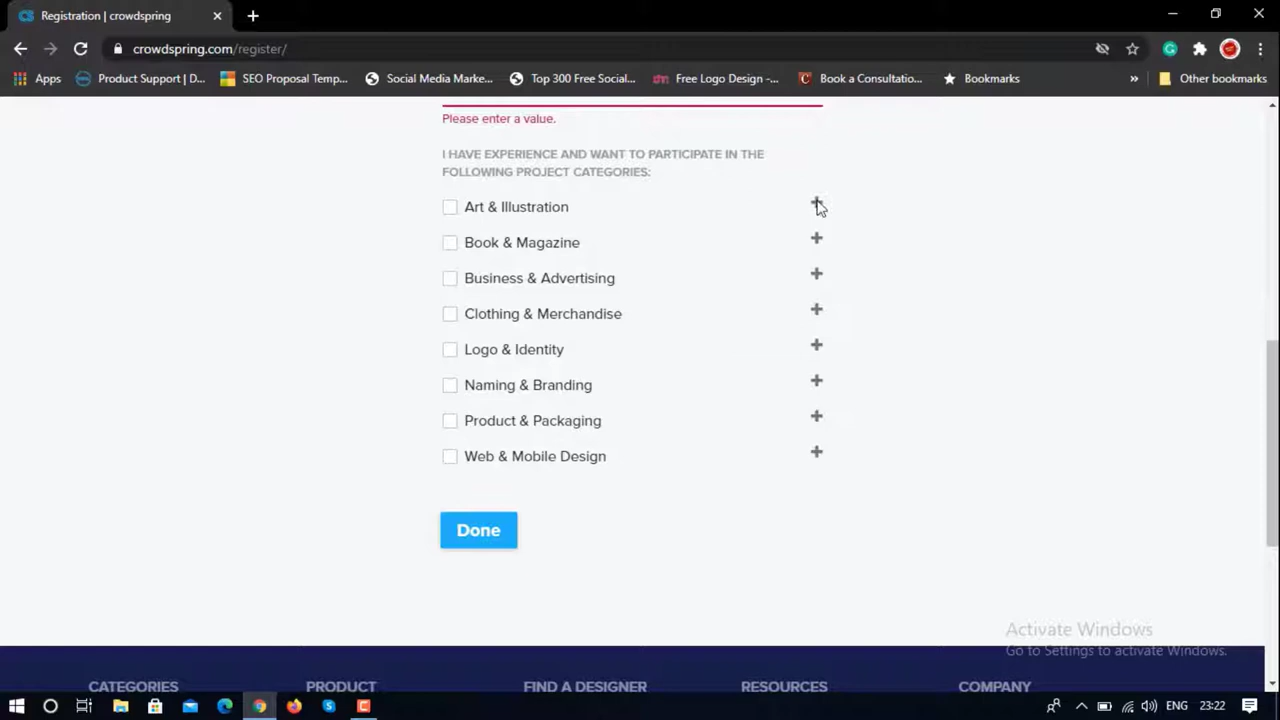 Registration | crowdspring
crowdspring.com/register/
Apps
Product Support | D...
SEO Proposal Temp...
Social Media Marke...
Top 300 Free Social...
Free Logo Design -...
Book a Consultatio...
Bookmarks
»
Other bookmarks
Please enter a value.
I HAVE EXPERIENCE AND WANT TO PARTICIPATE IN THE
FOLLOWING PROJECT CATEGORIES:
Art & Illustration
Book & Magazine
Business & Advertising
Clothing & Merchandise
Logo & Identity
Naming & Branding
Product & Packaging
Web & Mobile Design
Done
Activate Windows
Go to Settings to activate Windows.
CATEGORIES
PRODUCT
FIND A DESIGNER
RESOURCES
COMPANY
ENG
23:22